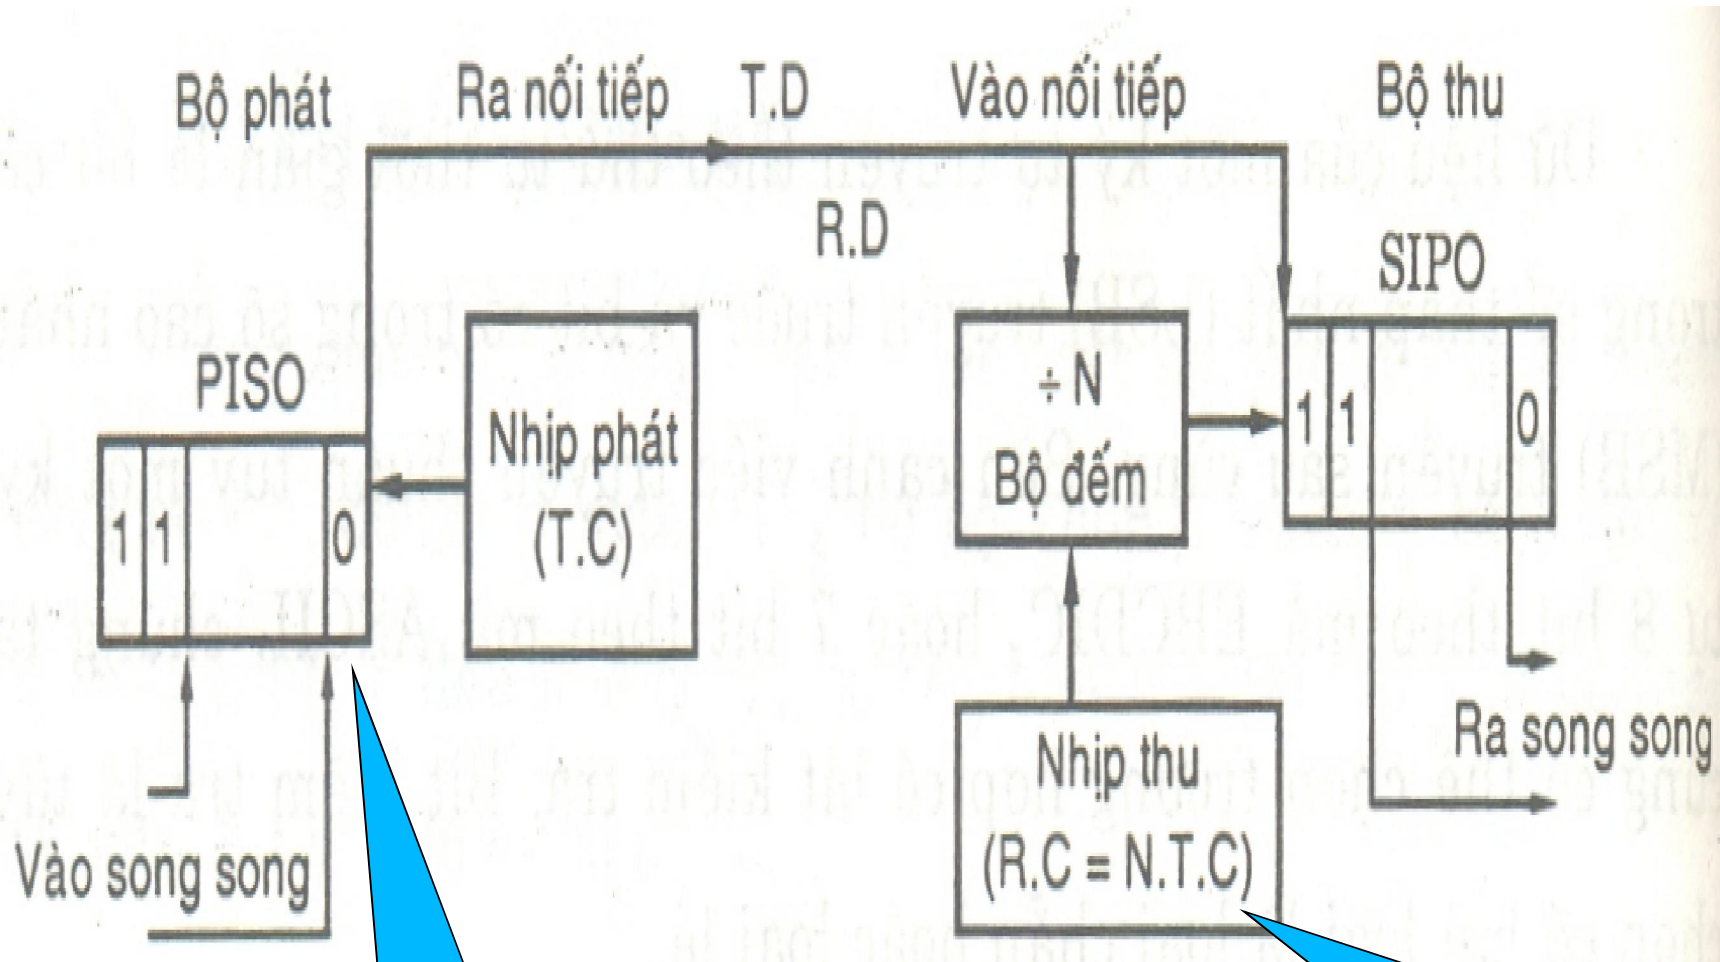 Bộ phát
Ra nối tiếp
T.D
Vào nối tiếp
Bộ thu
R.D
SIPO
PISO
Nhịp phát
(T.C)
÷ N
Bộ đếm
1 1 0
1 1 0
Nhịp thu
(R.C = N.T.C)
Ra song song
Vào song song